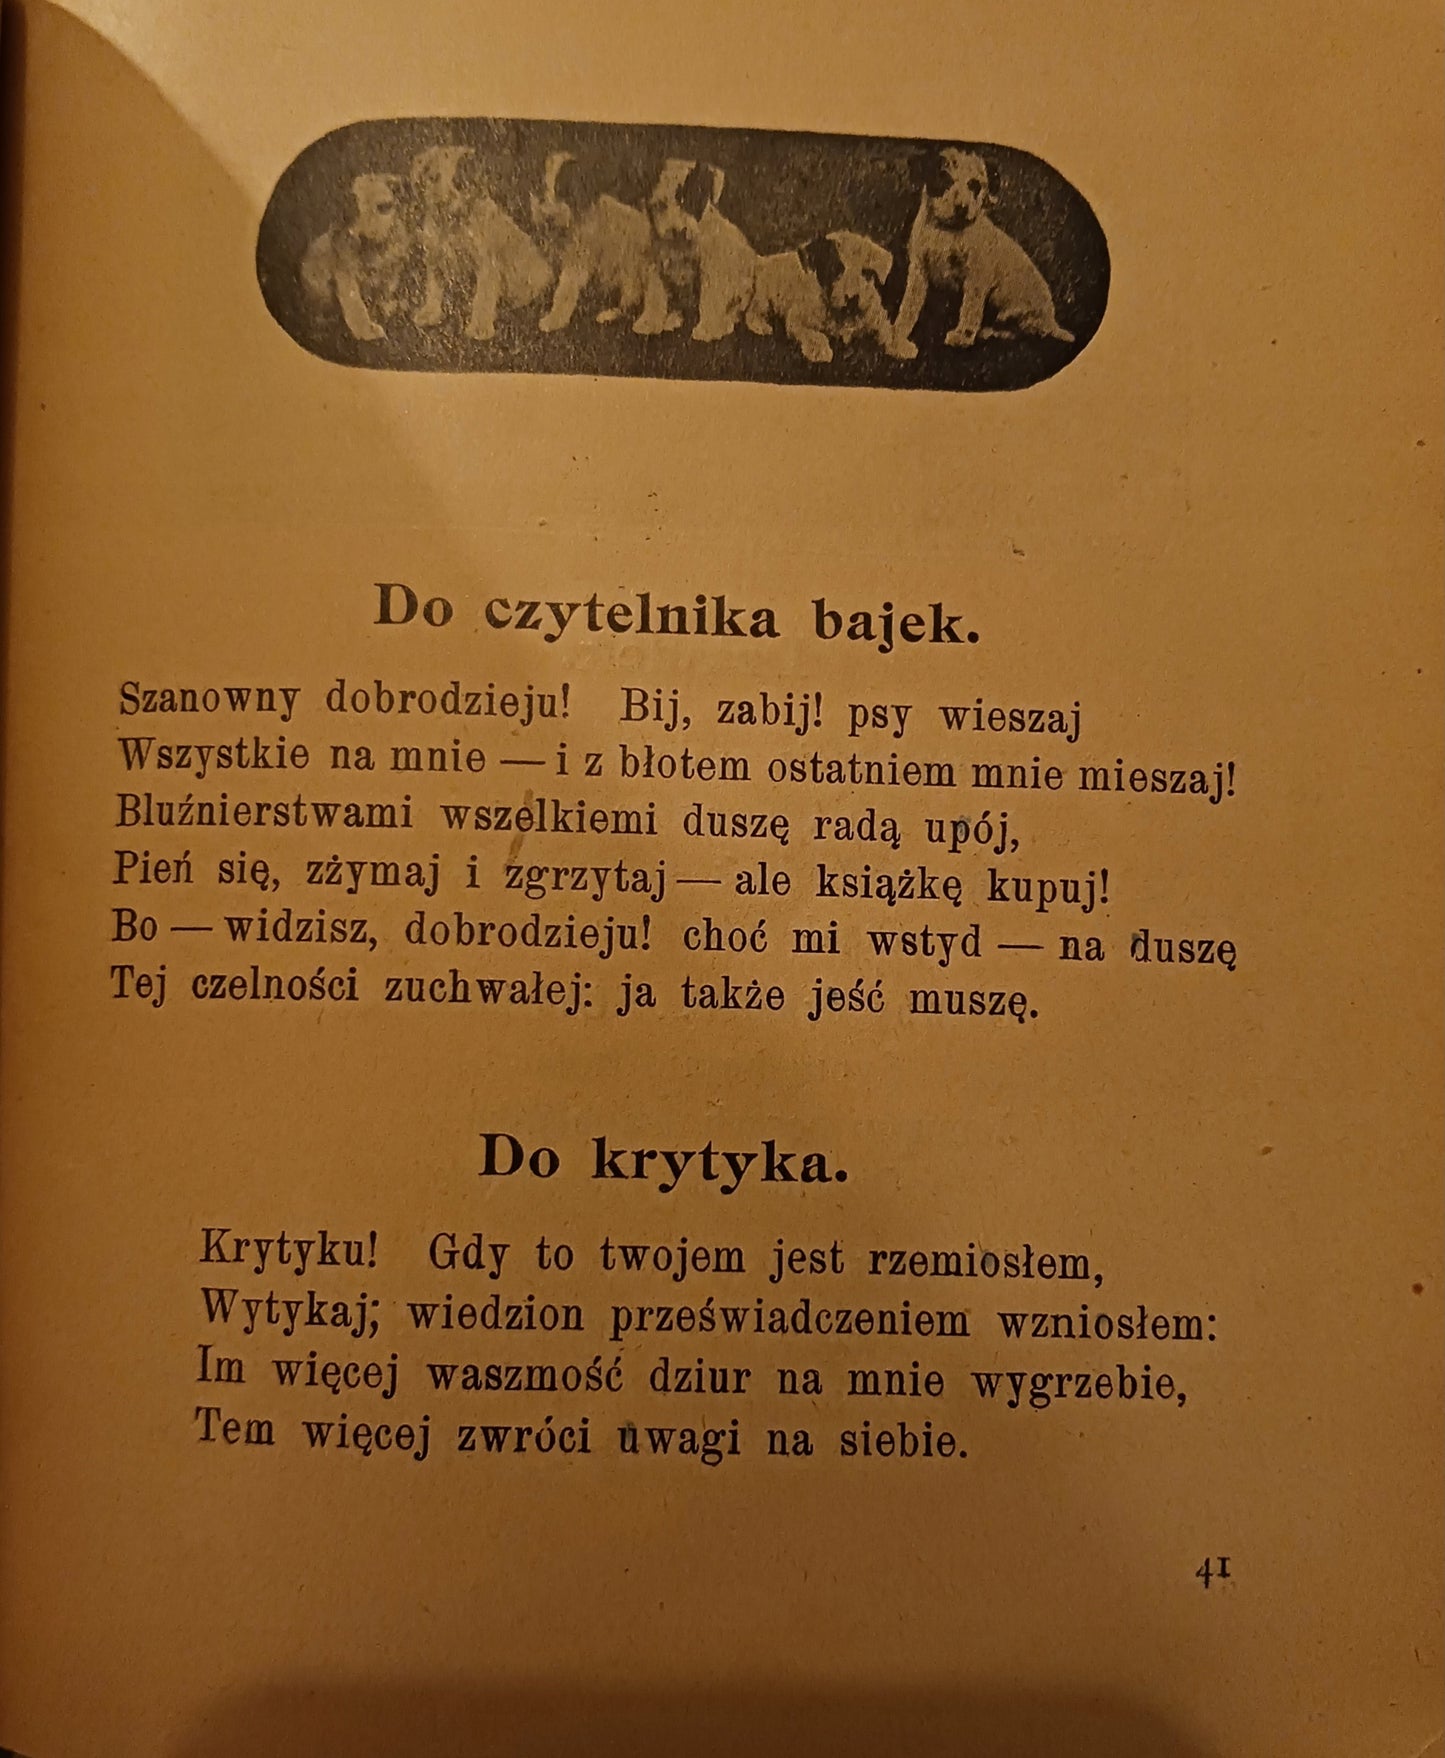 Do czytelnika bajek.
Szanowny dobrodzieju! Bij, zabij! psy wieszaj
Wszystkie na mnie — i z błotem ostatniem mnie mieszaj!
Bluźnierstwami wszelkiemi duszę radą upój,
Pień się, zżymaj i zgrzytaj — ale książkę kupuj!
Bo — widzisz, dobrodzieju! choć mi wstyd — na duszę
Tej czelności zuchwałej: ja także jeść muszę.
Do krytyka.
Krytyku! Gdy to twojem jest rzemiosłem,
Wytykaj; wiedzion przeświadczeniem wzniosłem:
Im więcej waszmość dziur na mnie wygrzebie,
Tem więcej zwróci uwagi na siebie.
41